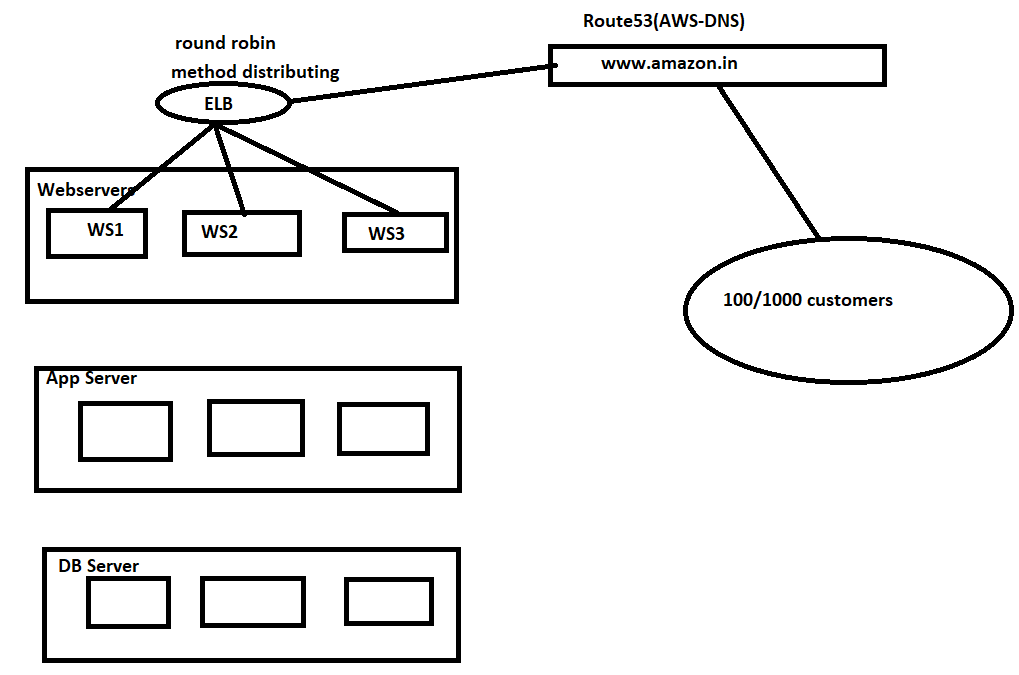 Route53(AWS-DNS)
round robin
method distributing
www.amazon.in
ELB
Webservers
WS1
WS2
WS3
100/1000 customers
App Server
DB Server